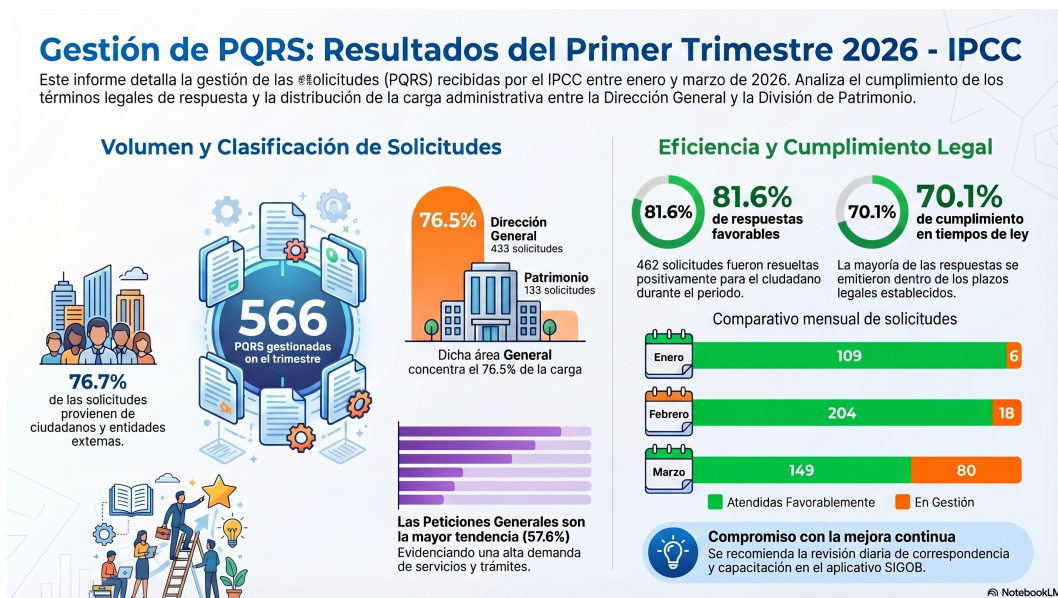 Gestión de PQRS: Resultados del Primer Trimestre 2026 - IPCC
Este informe detalla la gestión de las olicitudes (PQRS) recibidas por el IPCC entre enero y marzo de 2026. Analiza el cumplimiento de los
términos legales de respuesta y la distribución de la carga administrativa entre la Dirección General y la División de Patrimonio.
Volumen y Clasificación de Solicitudes
76.7%
de las solicitudes
provienen de
ciudadanos y entidades
extemas.
566
PQRS gestionadas
on el trimestre
76.5%
Dirección
General
433 solicitudes
Patrimonio
133 solicitudes
Dicha área General
concentra el 76.5% de la carga
Las Peticiones Generales son
la mayor tendencia (57.6%)
Evidenciando una alta demanda
de servicios y trámites.
Eficiencia y Cumplimiento Legal
81.6%
81.6%
de respuestas
favorables
462 solicitudes fueron resueltas
positivamente para el ciudadano
durante el periodo.
70.1%
70.1%
de cumplimiento
en tiempos de ley
La mayoría de las respuestas se
emitieron dentro de los plazos
legales establecidos.
Comparativo mensual de solicitudes
Enero 109 6
Febrero 204 18
Marzo 149 80
Atendidas Favorablemente En Gestión
Compromiso con la mejora continua
Se recomienda la revisión diaria de correspondencia
y capacitación en el aplicativo SIGOB.
NotebookLM